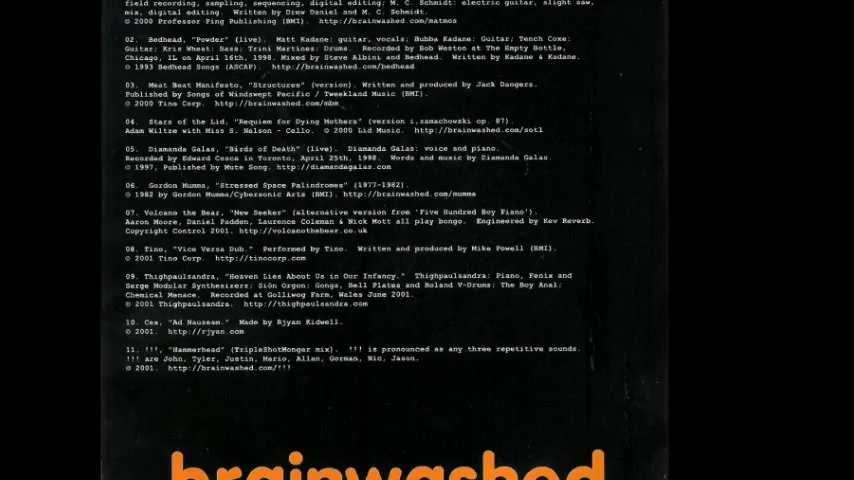 field recording, sampling, sequencing, digital editing; M. C. Schmidt: electric guitar, slight saw,
mix, digital editing.  Written by Drew Daniel and M. C. Schmidt.
© 2000 Professor Ping Publishing (BMI).  http://brainwashed.com/matmos
02.  Bedhead, "Powder" (live).  Matt Kadane: guitar, vocals; Bubba Kadane: Guitar; Tench Coxe:
Guitar; Kris Wheat: Bass; Trini Martinez: Drums.  Recorded by Bob Weston at The Empty Bottle,
Chicago, IL on April 16th, 1998. Mixed by Steve Albini and Bedhead.  Written by Kadane & Kadane.
© 1993 Bedhead Songs (ASCAP).  http://brainwashed.com/bedhead
03.  Meat Beat Manifesto, "Structures" (version). Written and produced by Jack Dangers.
Published by Songs of Windswept Pacific / Tweekland Music (BMI).
© 2000 Tino Corp.  http://brainwashed.com/mbm
04.  Stars of the Lid, "Requiem for Dying Mothers" (version i,zamachowski op. 87).
Adam Wiltze with Miss S. Nelson - Cello.  © 2000 Lid Music.  http://brainwashed.com/sotl
05.  Diamanda Galas, "Birds of Death" (live).  Diamanda Galas: voice and piano.
Recorded by Edward Cosca in Toronto, April 25th, 1998.  Words and music by Diamanda Galas.
© 1997, Published by Mute Song. http://diamandagalas.com
06.  Gordon Mumma, "Stressed Space Palindromes" (1977-1982).
© 1982 by Gordon Mumma/Cybersonic Arts (BMI). http://brainwashed.com/mumma
07. Volcano the Bear, "New Seeker" (alternative version from 'Five Hundred Boy Piano').
Aaron Moore, Daniel Padden, Laurence Coleman & Nick Mott all play bongo.  Engineered by Kev Reverb.
Copyright Control 2001. http://volcanothebear.co.uk
08. Tino, "Vice Versa Dub."  Performed by Tino.  Written and produced by Mike Powell (BMI).
© 2001 Tino Corp.  http://tinocorp.com
09. Thighpaulsandra, "Heaven Lies About Us in Our Infancy."  Thighpaulsandra: Piano, Fenix and
Serge Modular Synthesizers; Siôn Orgon: Gongs, Bell Plates and Roland V-Drums; The Boy Anal;
Chemical Menace.  Recorded at Golliwog Farm, Wales June 2001.
© 2001 Thighpaulsandra.  http://thighpaulsandra.com
10. Cex, "Ad Nauseam."  Made by Rjyan Kidwell.
© 2001.  http://rjyan.com
11. !!!, "Hammerhead" (TripleShotMonger mix).  !!! is pronounced as any three repetitive sounds.
!!! are John, Tyler, Justin, Mario, Allan, Gorman, Nic, Jason.
© 2001.  http://brainwashed.com/!!!
brainwashed